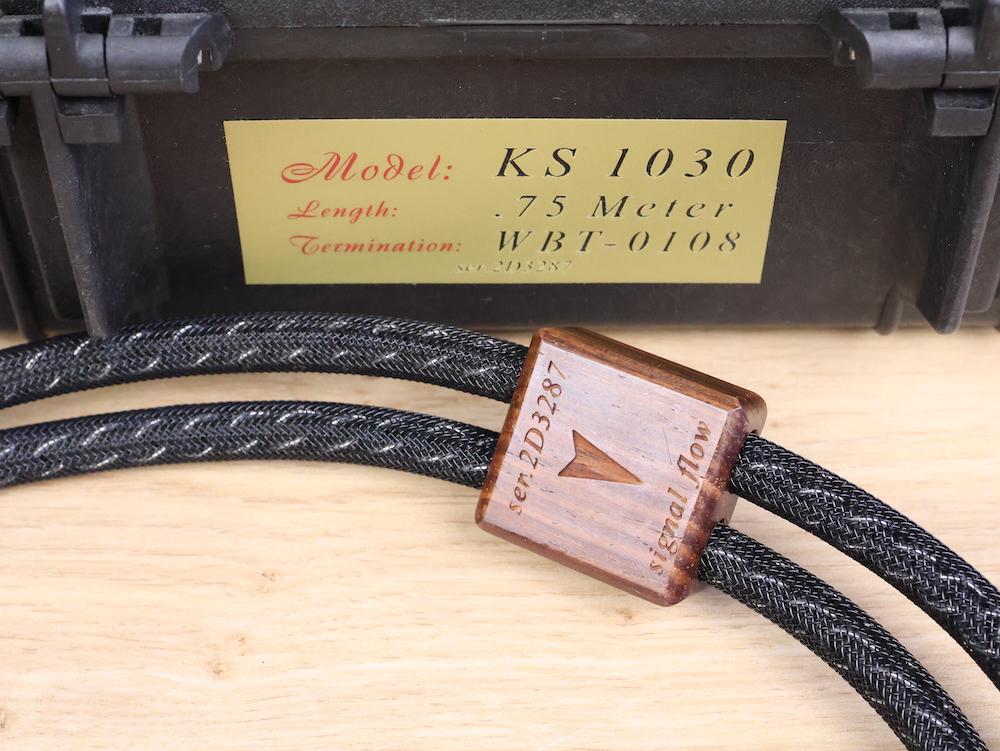 Model: KS 1030
Length: .75 Meter
Termination: WBT-0108
ser.2D3287
ser.2D3287
signal flow